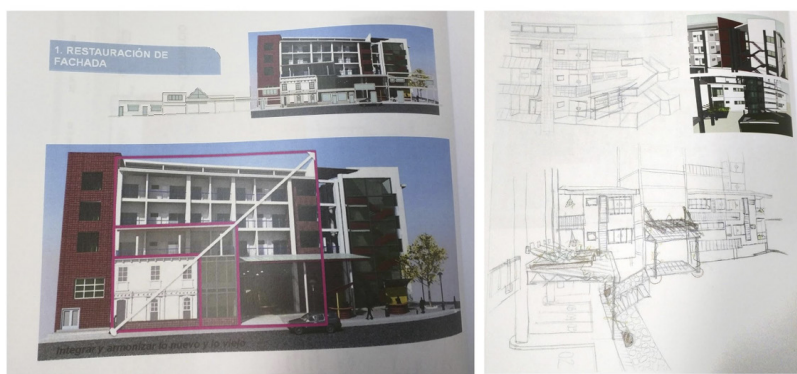 1. RESTAURACIÓN DE
FACHADA
Integrar y armonizar lo nuevo y lo viejo